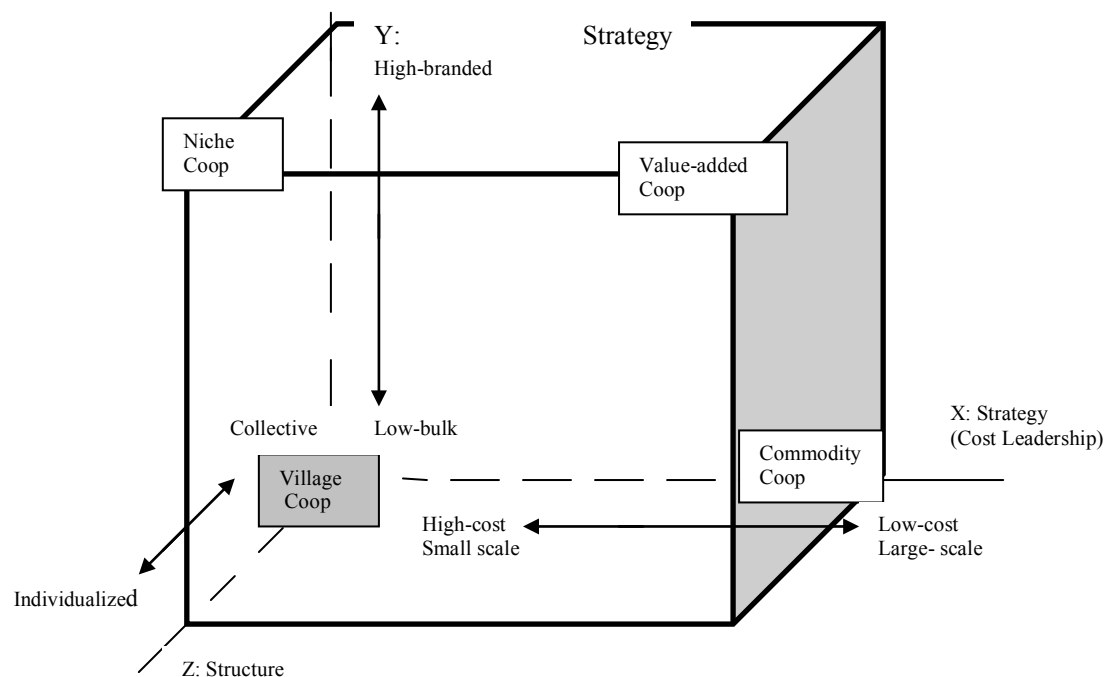 Y: Strategy
High-branded
Niche
Coop
Value-added
Coop
Collective
Low-bulk
X: Strategy
(Cost Leadership)
Village
Coop
Commodity
Coop
High-cost
Small scale
Low-cost
Large- scale
Individualized
Z: Structure